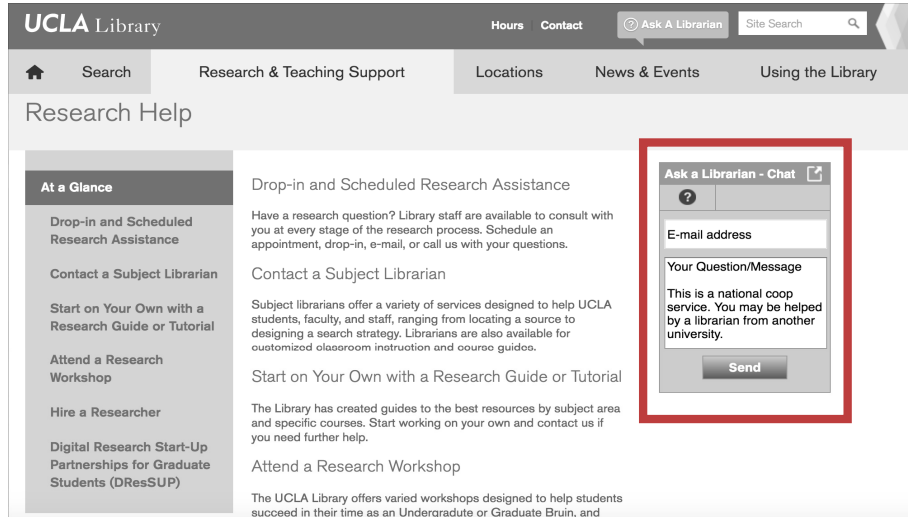 UCLA Library
Hours Contact
Ask A Librarian
Site Search
Search
Research & Teaching Support
Locations
News & Events
Using the Library
Research Help
At a Glance
Drop-in and Scheduled
Research Assistance
Contact a Subject Librarian
Start on Your Own with a
Research Guide or Tutorial
Attend a Research
Workshop
Hire a Researcher
Digital Research Start-Up
Partnerships for Graduate
Students (DResSUP)
Drop-in and Scheduled Research Assistance
Have a research question? Library staff are available to consult with
you at every stage of the research process. Schedule an
appointment, drop-in, e-mail, or call us with your questions.
Contact a Subject Librarian
Subject librarians offer a variety of services designed to help UCLA
students, faculty, and staff, ranging from locating a source to
designing a search strategy. Librarians are also available for
customized classroom instruction and course guides.
Start on Your Own with a Research Guide or Tutorial
The Library has created guides to the best resources by subject area
and specific courses. Start working on your own and contact us if
you need further help.
Attend a Research Workshop
The UCLA Library offers varied workshops designed to help students
succeed in their time as an Undergradute or Graduate Bruin, and
Ask a Librarian - Chat
E-mail address
Your Question/Message
This is a national coop
service. You may be helped
by a librarian from another
university.
Send